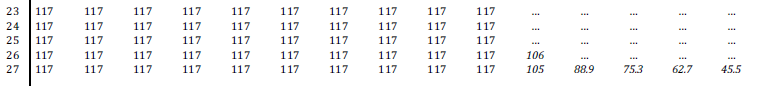 23 117 117 117 117 117 117 117 117 117 117 ... ... ... ... ...
24 117 117 117 117 117 117 117 117 117 117 ... ... ... ... ...
25 117 117 117 117 117 117 117 117 117 117 ... ... ... ... ...
26 117 117 117 117 117 117 117 117 117 117 106 ... ... ... ...
27 117 117 117 117 117 117 117 117 117 117 105 88.9 75.3 62.7 45.5